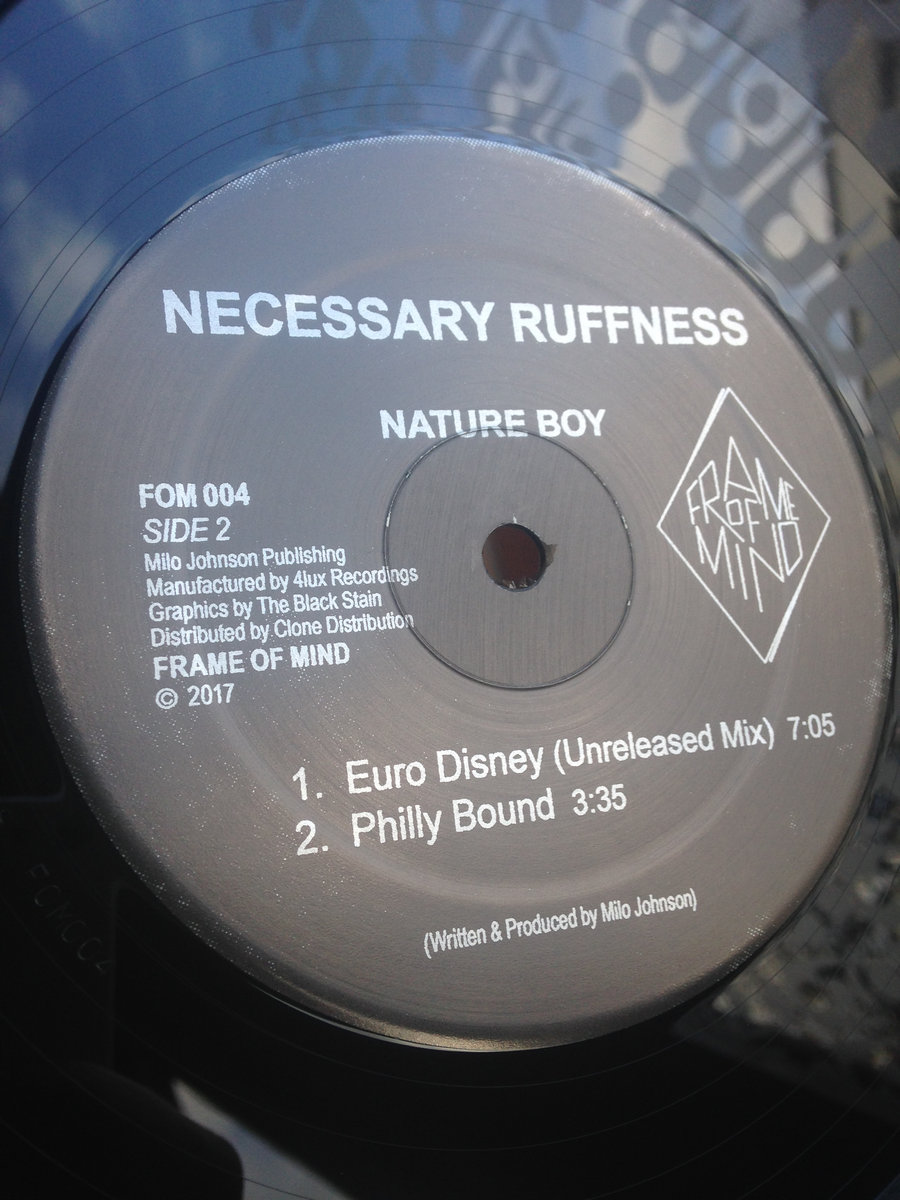 NECESSARY RUFFNESS
NATURE BOY
FOM 004
SIDE 2
Milo Johnson Publishing
Manufactured by 4lux Recordings
Graphics by The Black Stain
Distributed by Clone Distribution
FRAME OF MIND
© 2017
FRAME
OF
MIND
1. Euro Disney (Unreleased Mix) 7:05
2. Philly Bound 3:35
(Written & Produced by Milo Johnson)